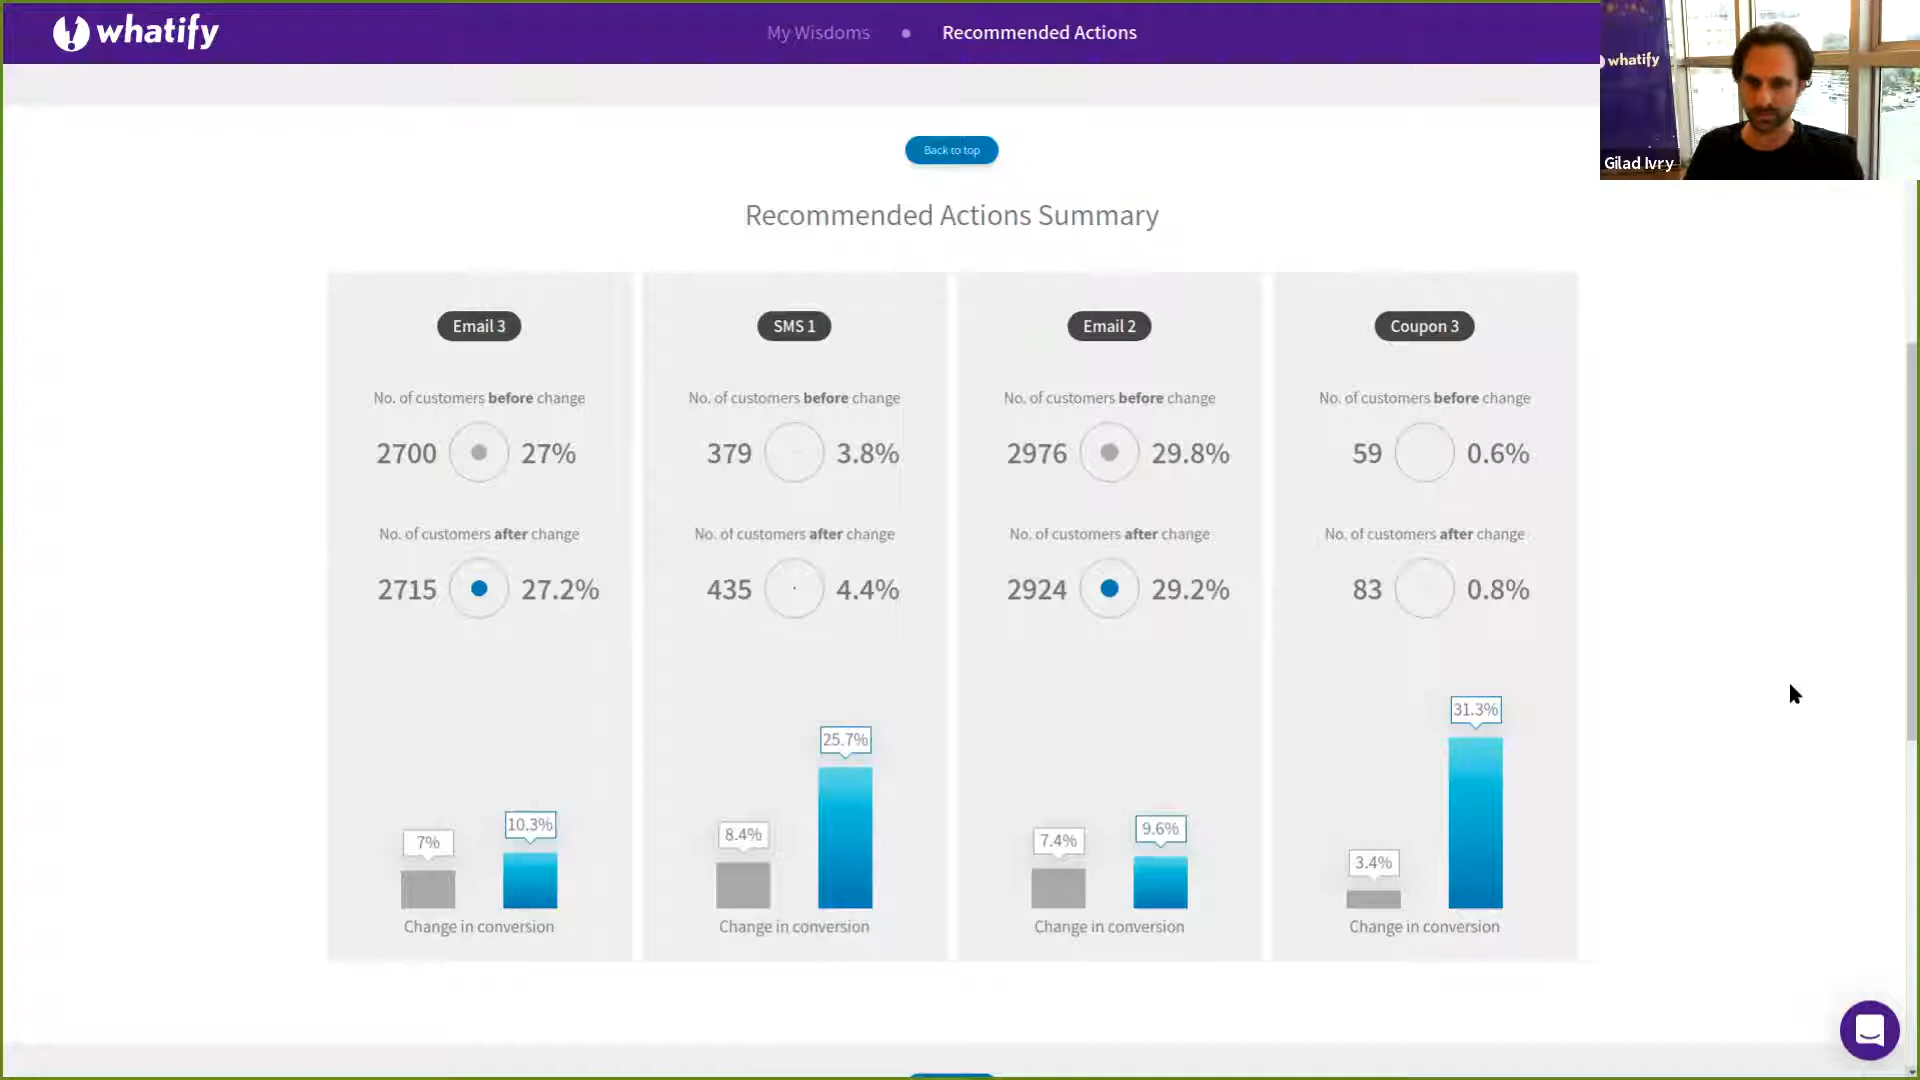 whatify
My Wisdoms
Recommended Actions
whatify
Gilad Ivry
Back to top
Recommended Actions Summary
Email 3
No. of customers before change
2700 27%
No. of customers after change
2715 27.2%
7%
10.3%
Change in conversion
SMS 1
No. of customers before change
379 3.8%
No. of customers after change
435 4.4%
8.4%
25.7%
Change in conversion
Email 2
No. of customers before change
2976 29.8%
No. of customers after change
2924 29.2%
7.4%
9.6%
Change in conversion
Coupon 3
No. of customers before change
59 0.6%
No. of customers after change
83 0.8%
3.4%
31.3%
Change in conversion